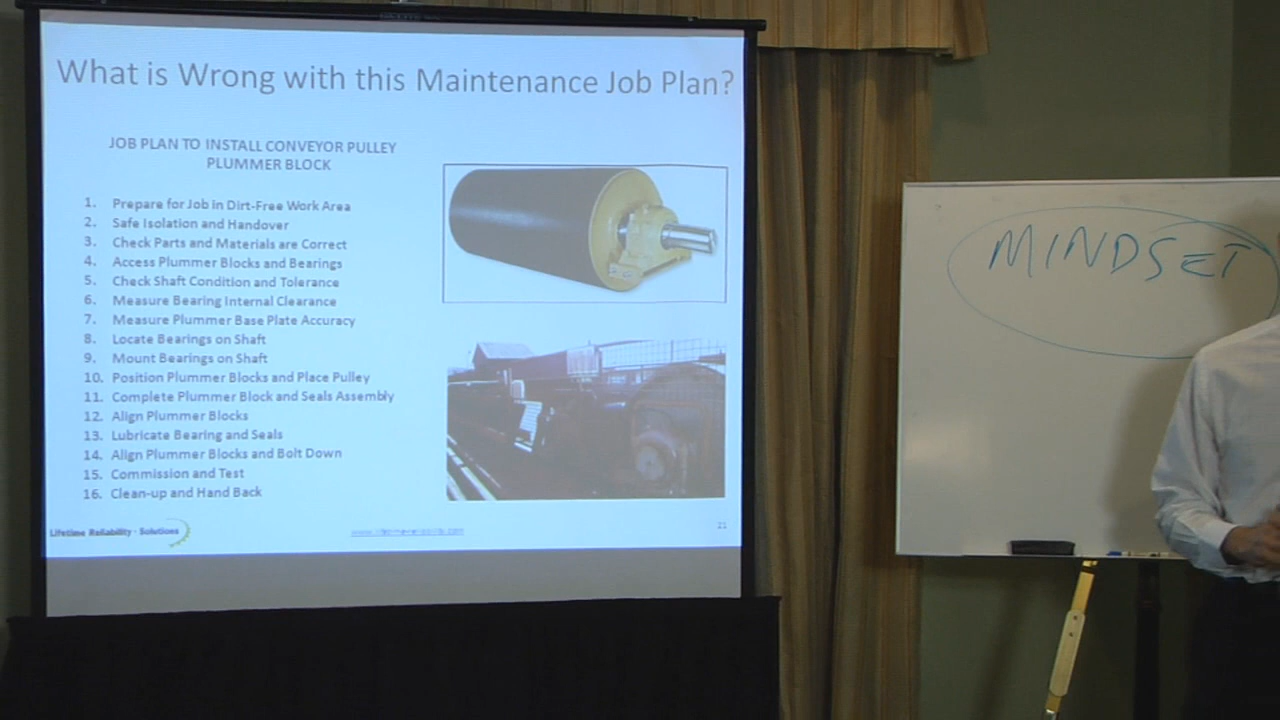 What is Wrong with this Maintenance Job Plan?
JOB PLAN TO INSTALL CONVEYOR PULLEY
PLUMMER BLOCK
1. Prepare for Job in Dirt-Free Work Area
2. Safe Isolation and Handover
3. Check Parts and Materials are Correct
4. Access Plummer Blocks and Bearings
5. Check Shaft Condition and Tolerance
6. Measure Bearing Internal Clearance
7. Measure Plummer Base Plate Accuracy
8. Locate Bearings on Shaft
9. Mount Bearings on Shaft
10. Position Plummer Blocks and Place Pulley
11. Complete Plummer Block and Seals Assembly
12. Align Plummer Blocks
13. Lubricate Bearing and Seals
14. Align Plummer Blocks and Bolt Down
15. Commission and Test
16. Clean-up and Hand Back
Lifetime Reliability - Solutions
21
MINDSET